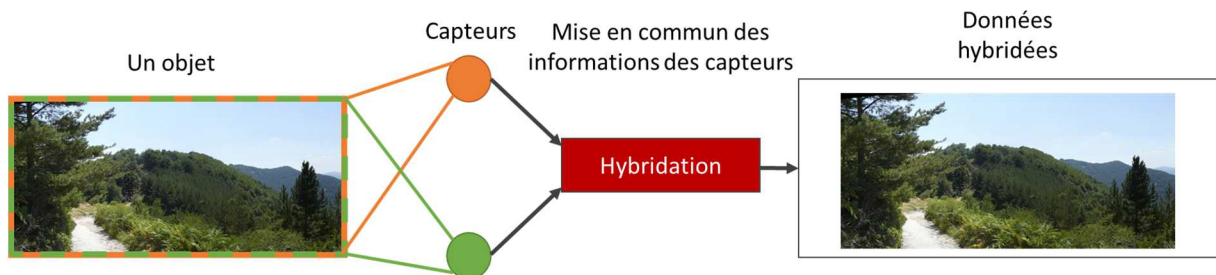 Un objet
Capteurs
Mise en commun des
informations des capteurs
Hybridation
Données
hybridées